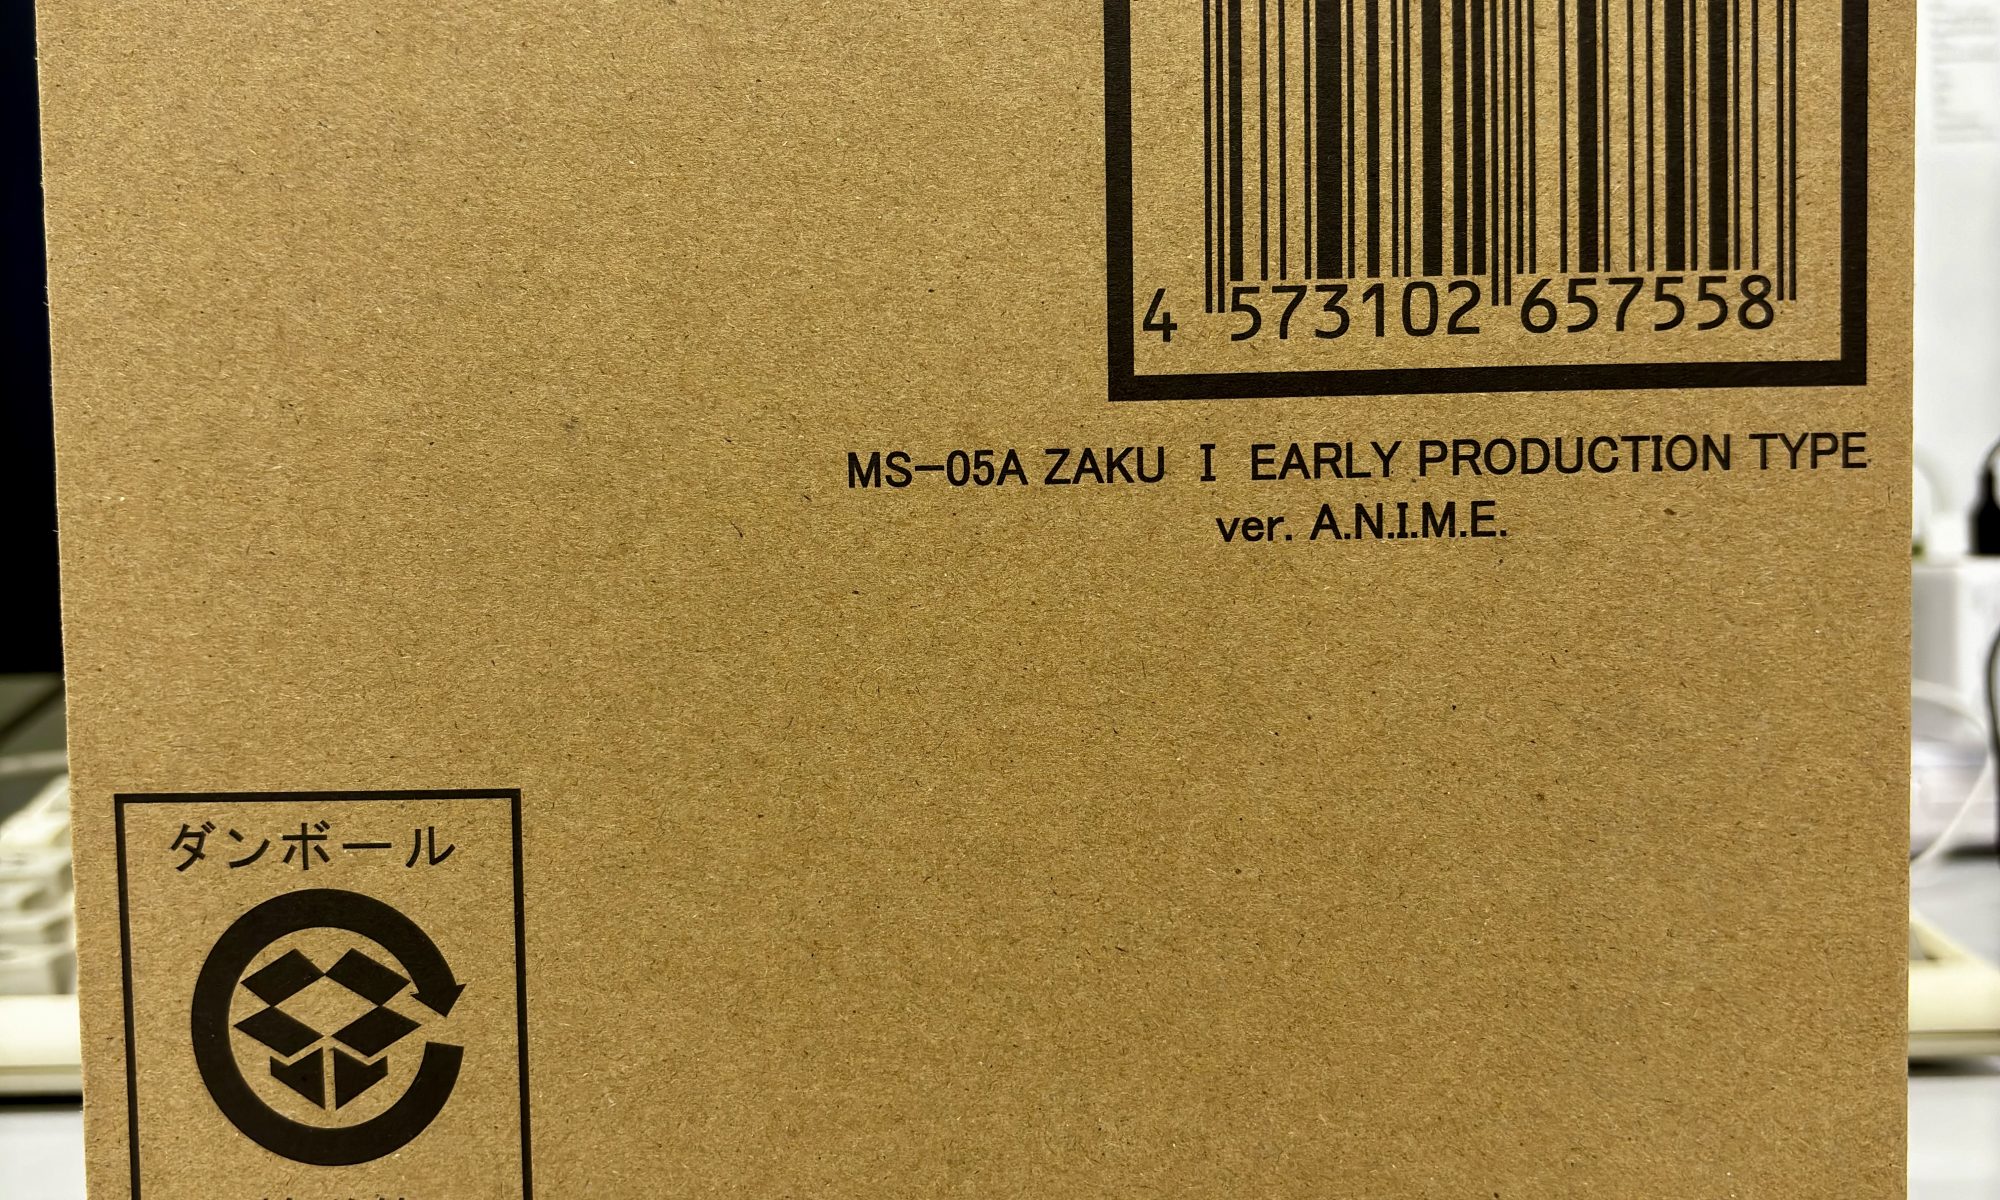 4 573102 657558
MS-05A ZAKU I EARLY PRODUCTION TYPE
ver. A.N.I.M.E.
ダンボール